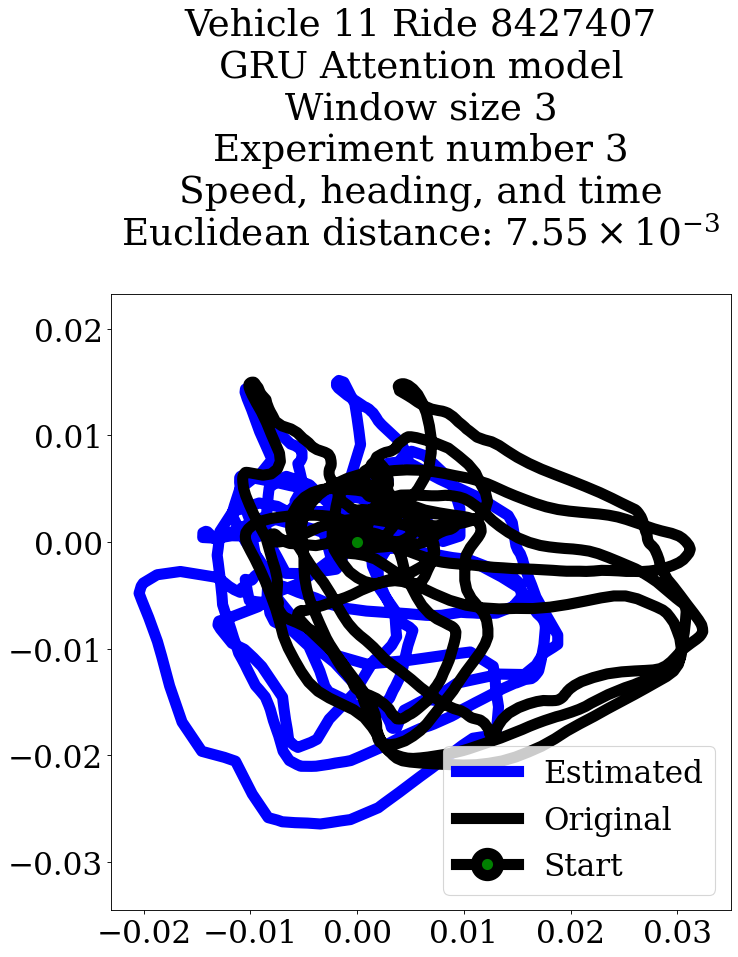 Vehicle 11 Ride 8427407
GRU Attention model
Window size 3
Experiment number 3
Speed, heading, and time
Euclidean distance: 7.55 × 10⁻³
0.02
0.01
0.00
−0.01
−0.02
−0.03
Estimated
Original
Start
−0.02 −0.01 0.00 0.01 0.02 0.03